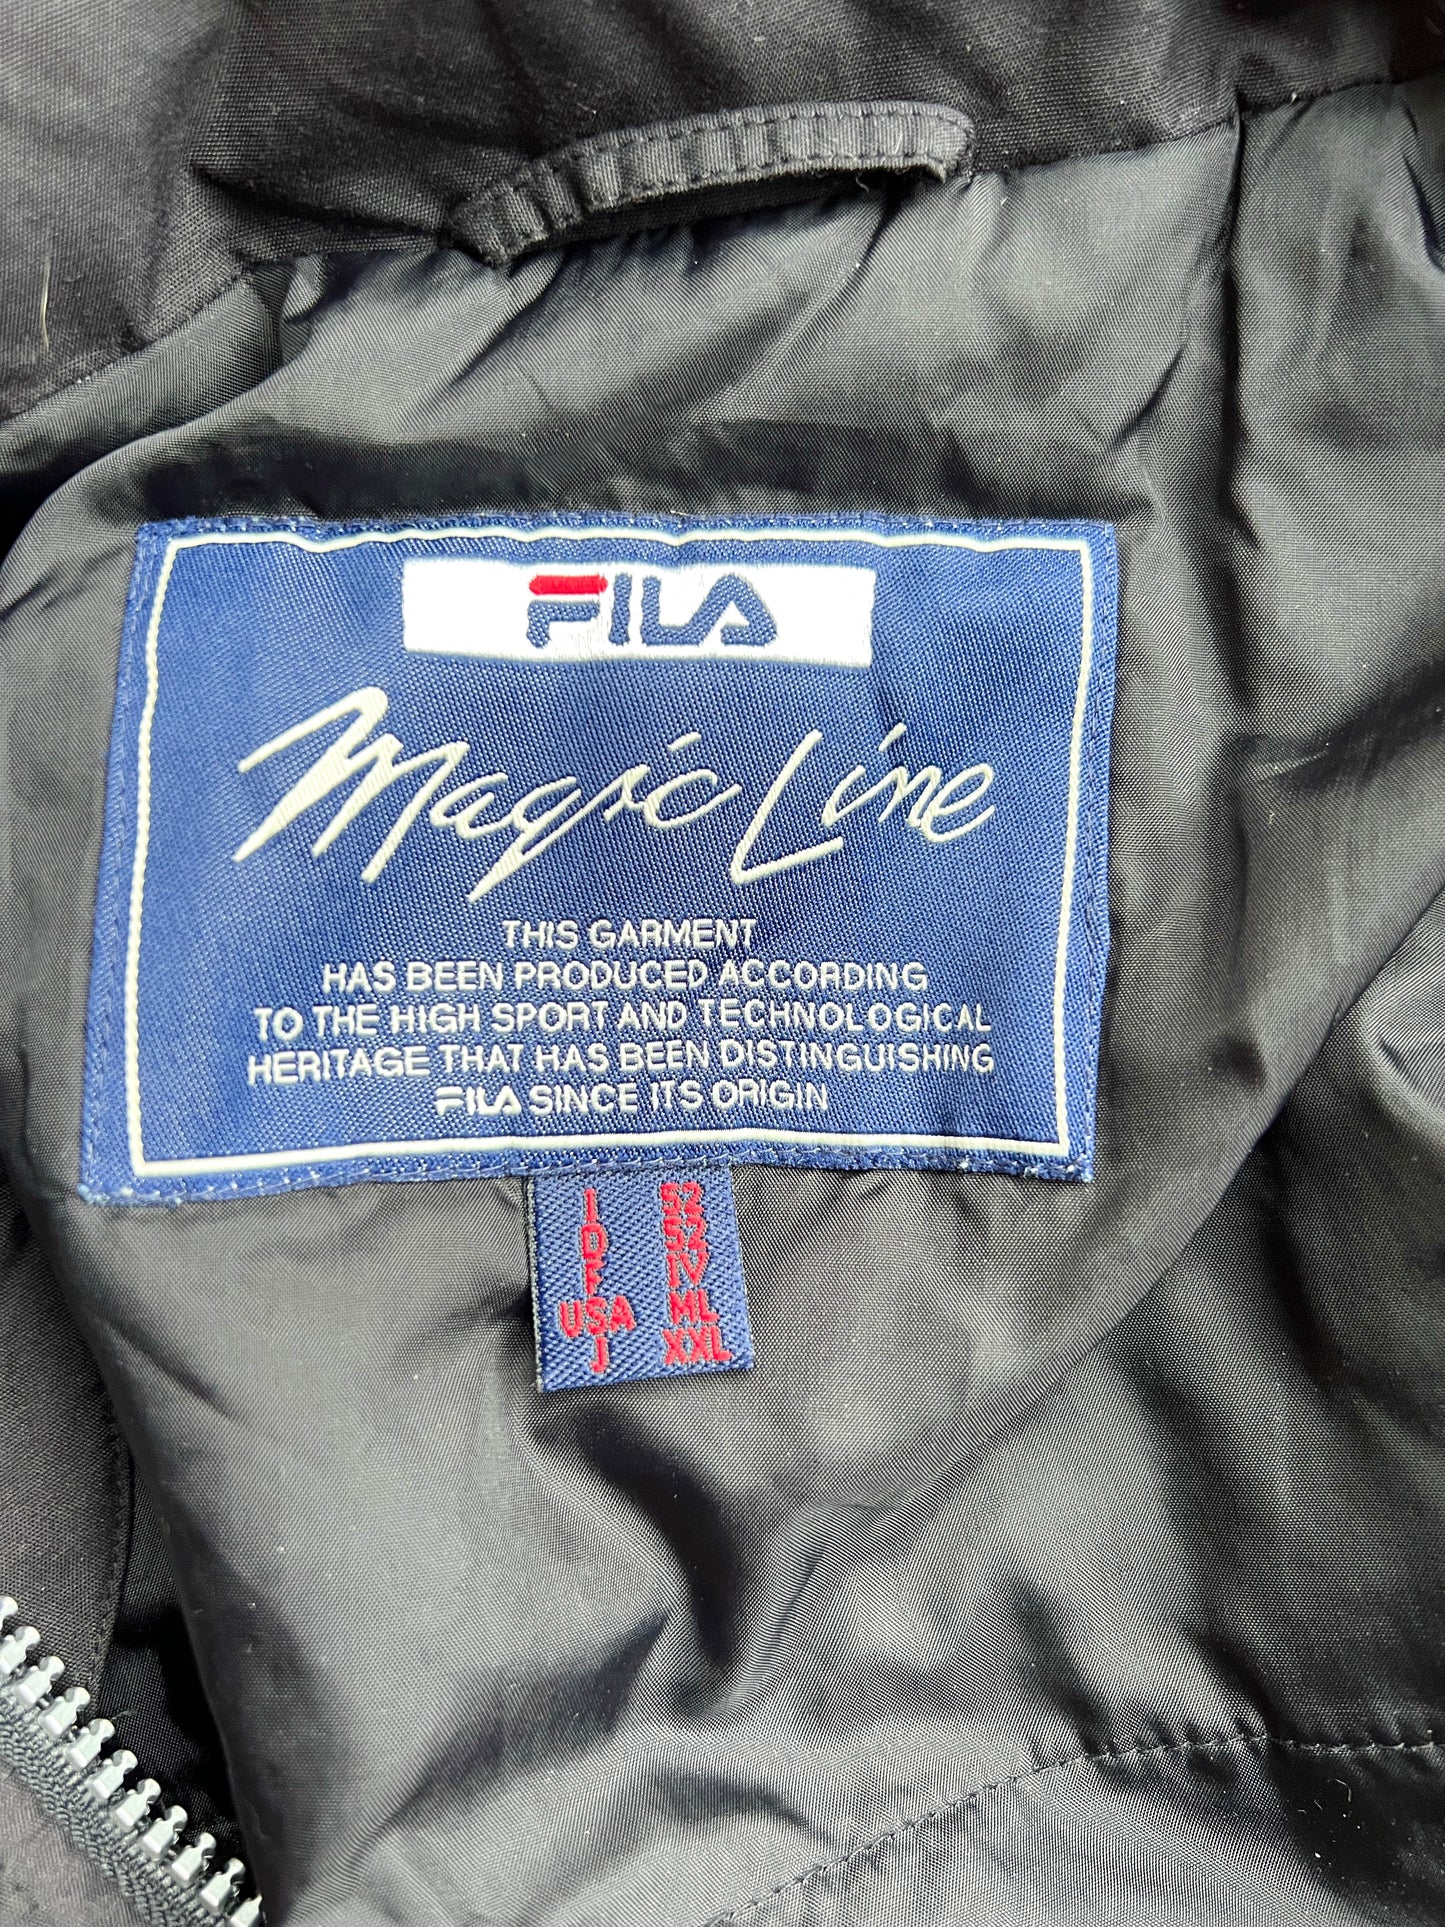 FILA
Magic Line
THIS GARMENT
HAS BEEN PRODUCED ACCORDING
TO THE HIGH SPORT AND TECHNOLOGICAL
HERITAGE THAT HAS BEEN DISTINGUISHING
FILA SINCE ITS ORIGIN
I 52
D 52
F IV
USA ML
J XXL